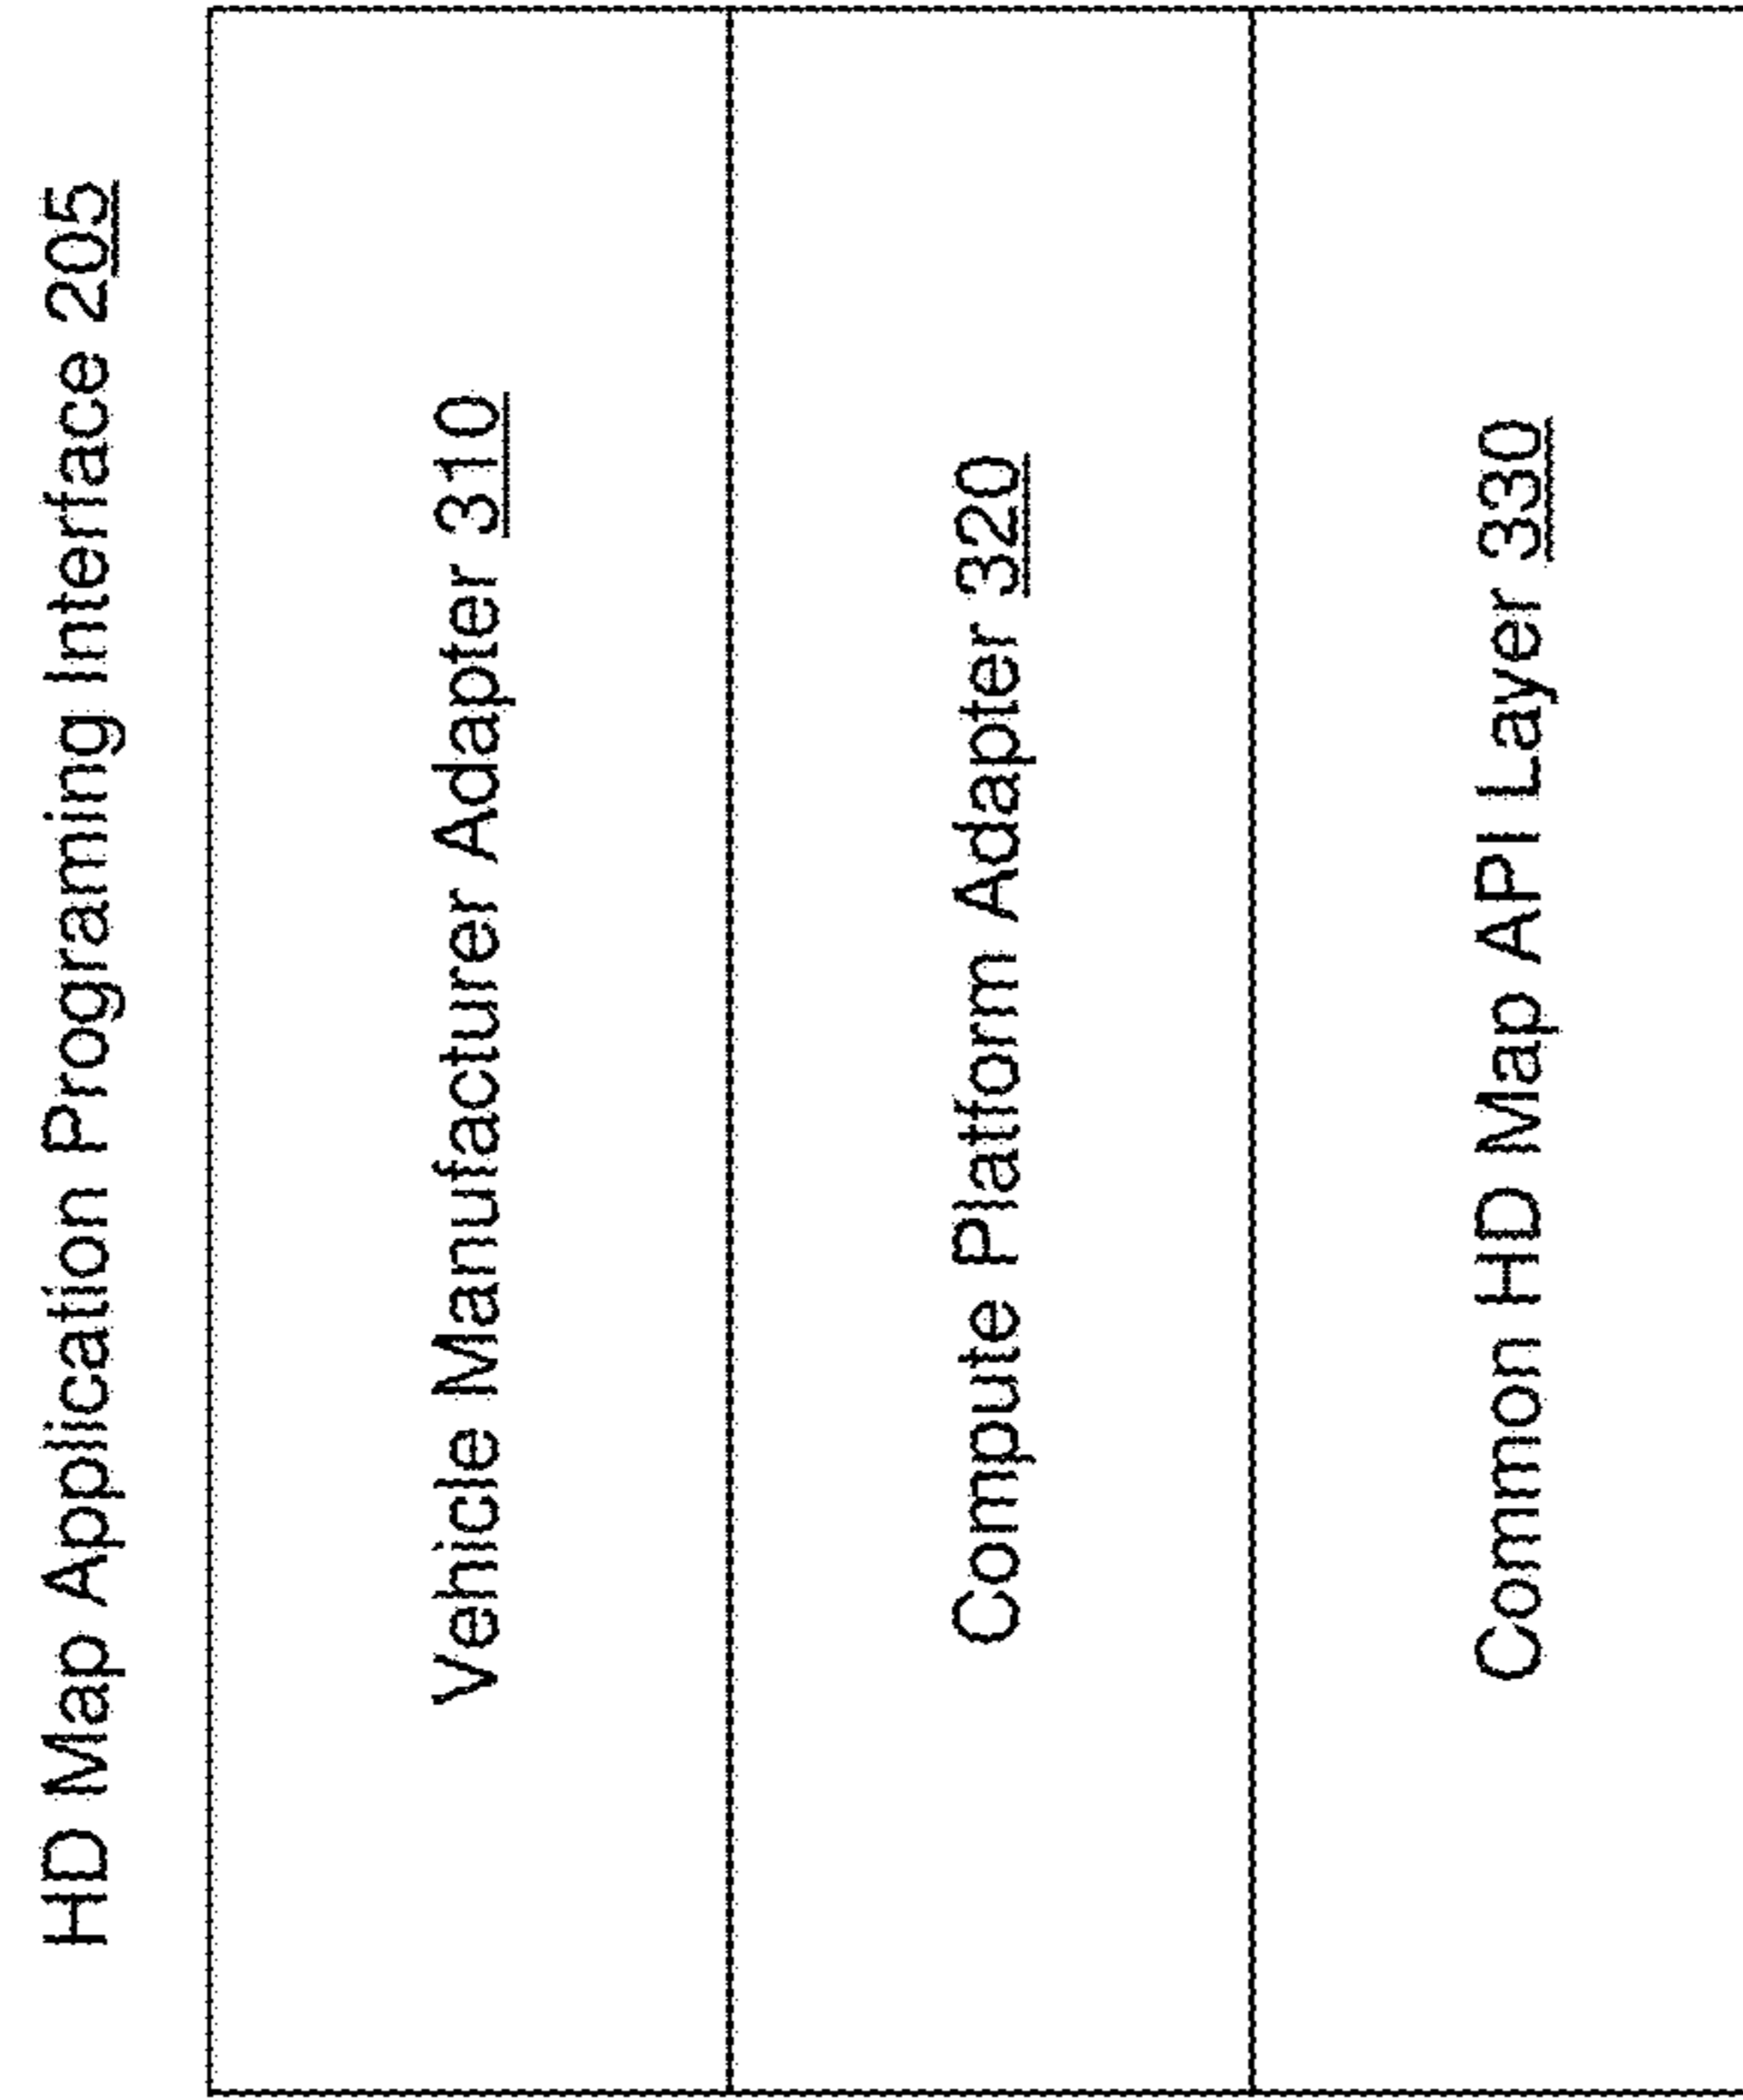 HD Map Application Programing Interface 205
Vehicle Manufacturer Adapter 310
Compute Platform Adapter 320
Common HD Map API Layer 330